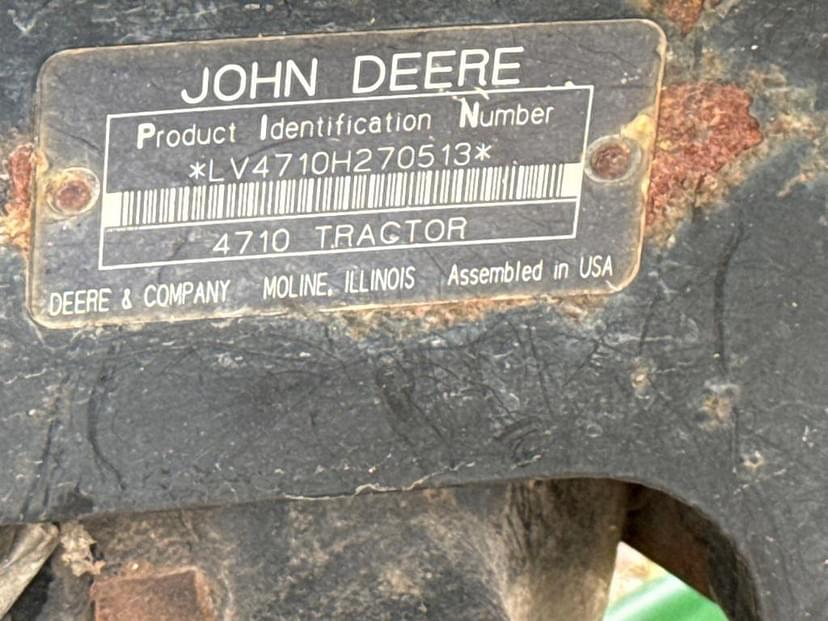 JOHN DEERE
Product Identification Number
*LV4710H270513*
4710 TRACTOR
DEERE & COMPANY MOLINE, ILLINOIS Assembled in USA